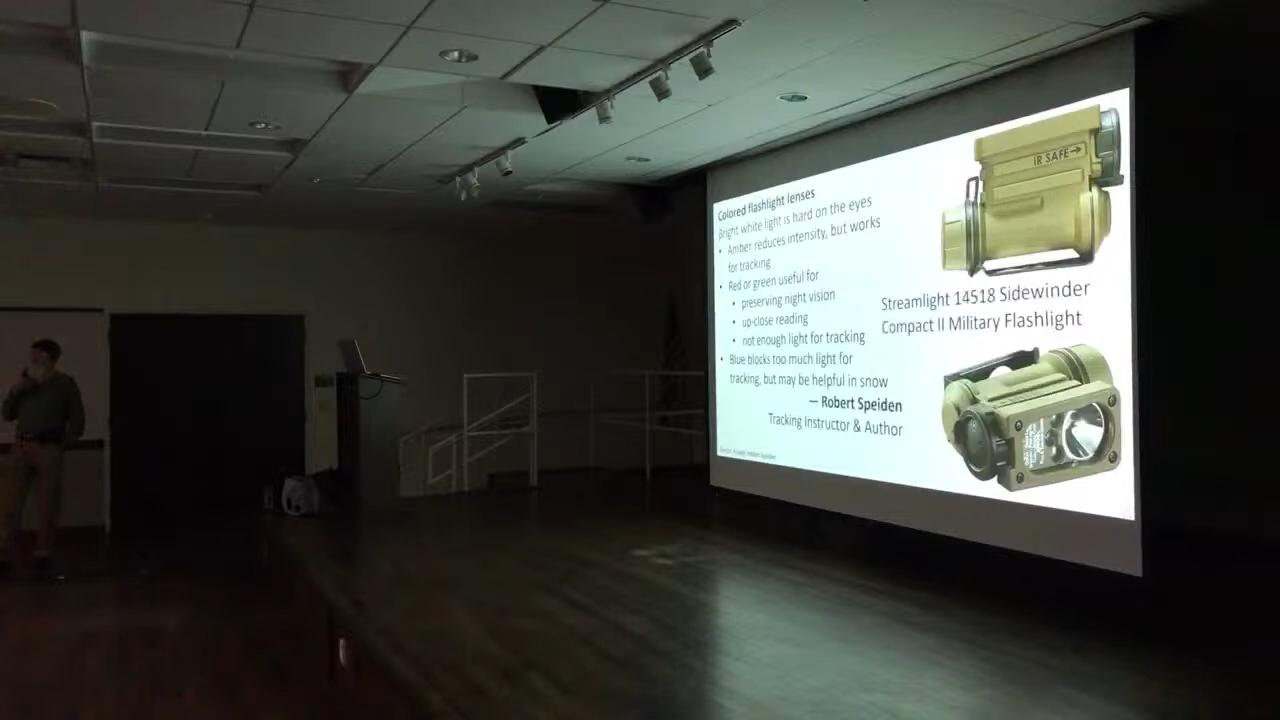 Colored flashlight lenses
Bright white light is hard on the eyes
• Amber reduces intensity, but works
for tracking
• Red or green useful for
• preserving night vision
• up-close reading
• not enough light for tracking
• Blue blocks too much light for
tracking, but may be helpful in snow
— Robert Speiden
Tracking Instructor & Author
IR SAFE→
Streamlight 14518 Sidewinder
Compact II Military Flashlight